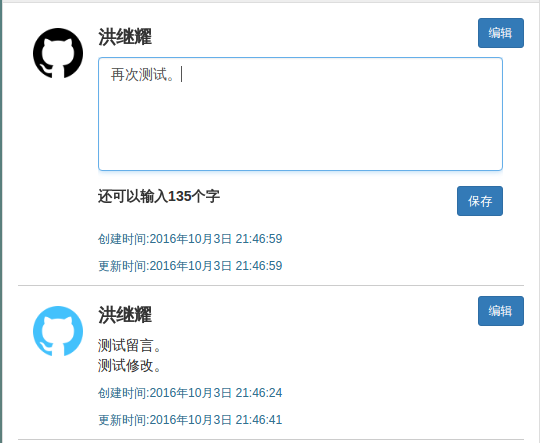 洪继耀
编辑
再次测试。
还可以输入135个字
保存
创建时间:2016年10月3日 21:46:59
更新时间:2016年10月3日 21:46:59
洪继耀
编辑
测试留言。
测试修改。
创建时间:2016年10月3日 21:46:24
更新时间:2016年10月3日 21:46:41